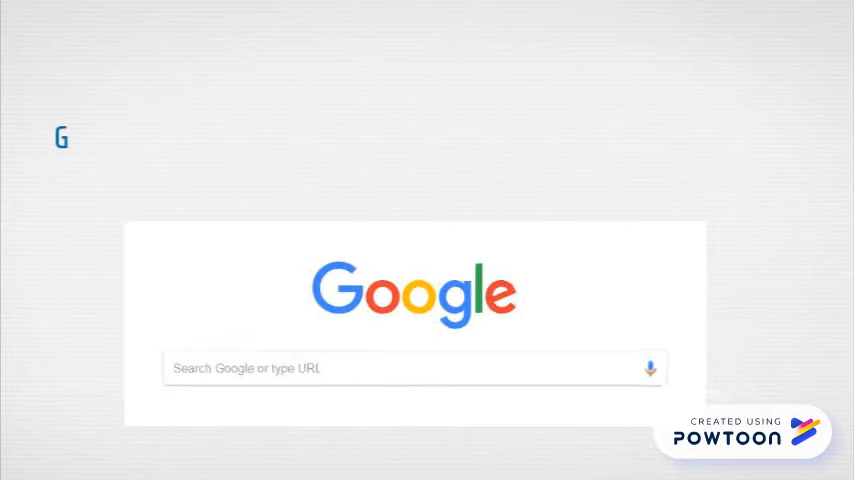 G
Google
Search Google or type URL
CREATED USING
POWTOON